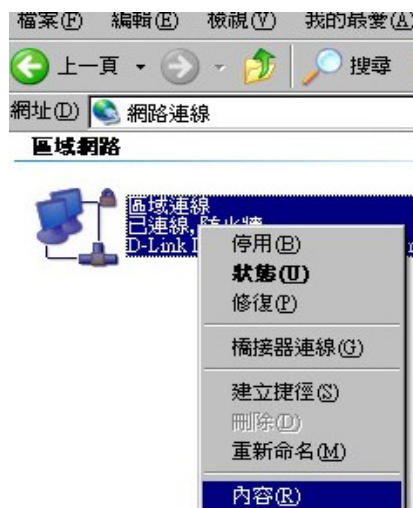 檔案(F) 編輯(E) 檢視(V) 我的最愛(A)
上一頁 搜尋
網址(D) 網路連線
區域網路
區域連線
已連線, 防火牆
D-Link
停用(B)
狀態(U)
修復(P)
橋接器連線(G)
建立捷徑(S)
刪除(D)
重新命名(M)
內容(R)